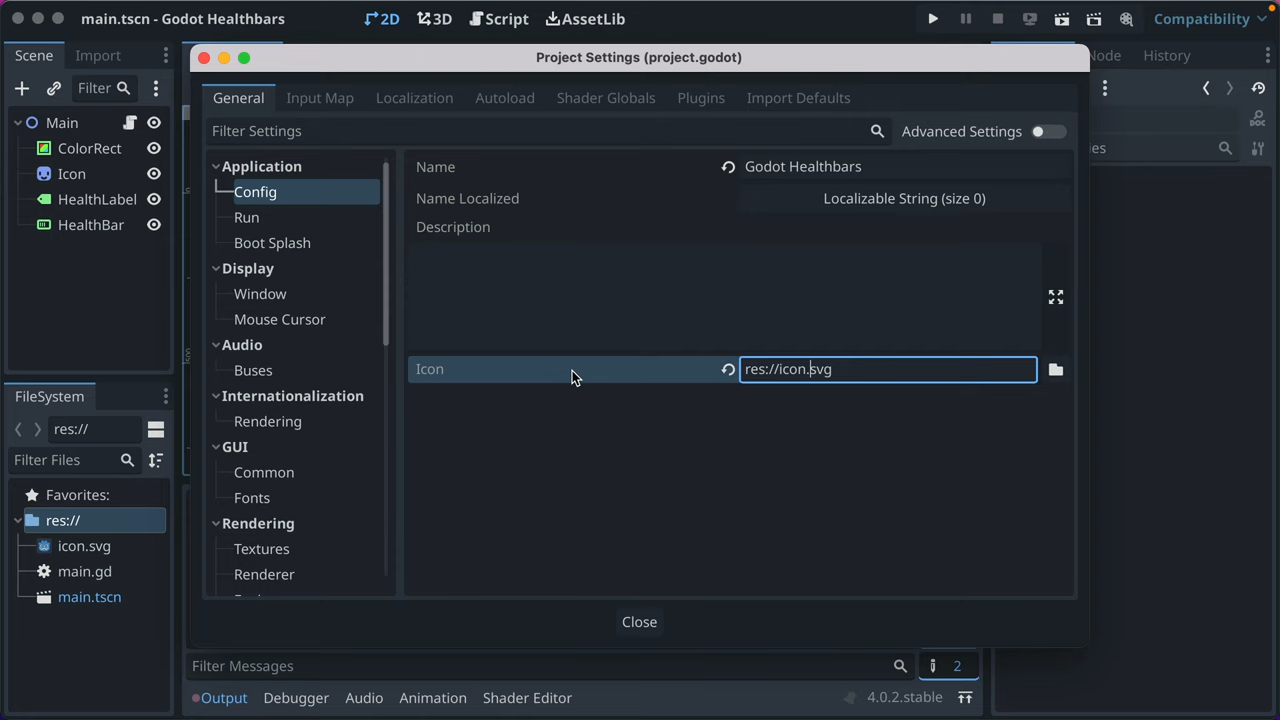 main.tscn - Godot Healthbars
2D
3D
Script
AssetLib
Compatibility
Scene
Import
Node
History
Project Settings (project.godot)
General
Input Map
Localization
Autoload
Shader Globals
Plugins
Import Defaults
Filter
Filter Settings
Advanced Settings
Main
ColorRect
Icon
HealthLabel
HealthBar
Application
Config
Run
Boot Splash
Display
Window
Mouse Cursor
Audio
Buses
Internationalization
Rendering
GUI
Common
Fonts
Rendering
Textures
Renderer
Name
Godot Healthbars
Name Localized
Localizable String (size 0)
Description
Icon
res://icon.svg
Close
FileSystem
res://
Filter Files
Favorites:
res://
icon.svg
main.gd
main.tscn
Filter Messages
2
Output
Debugger
Audio
Animation
Shader Editor
4.0.2.stable